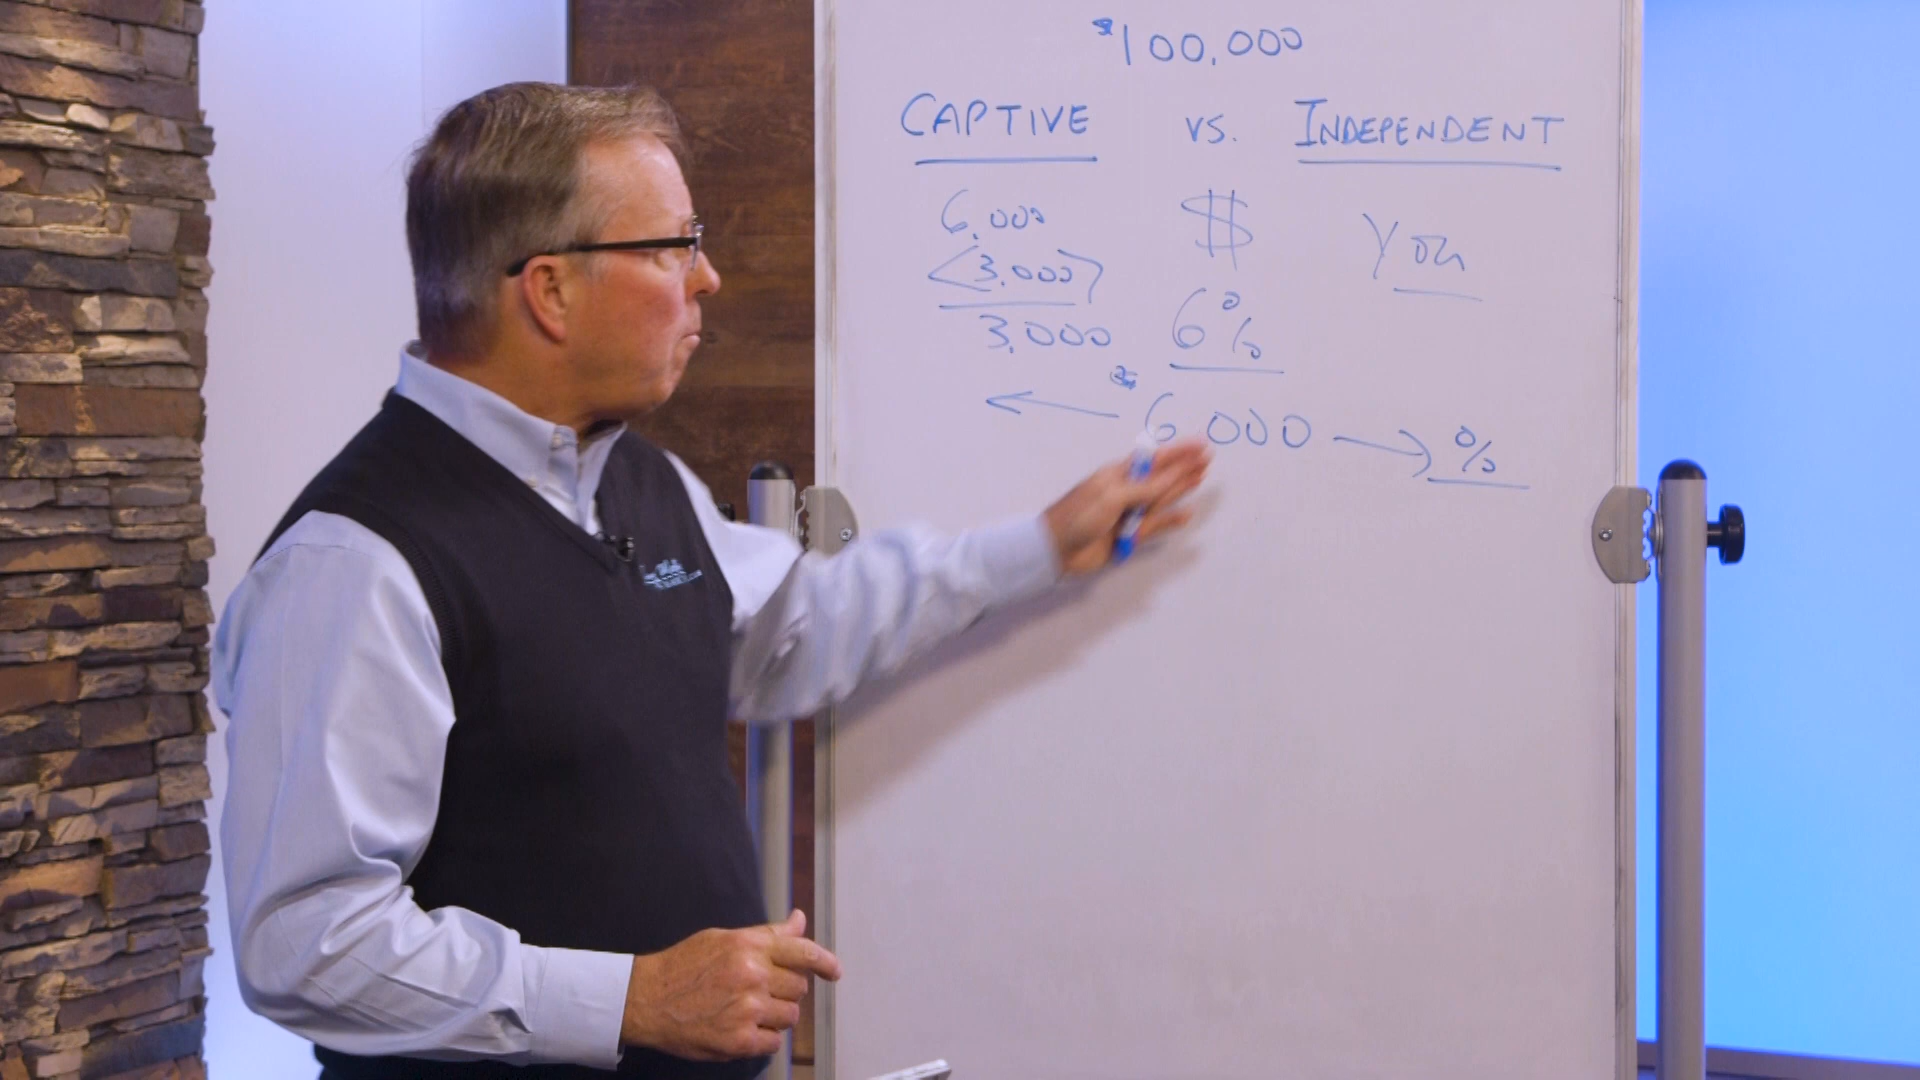 $100,000
CAPTIVE vs. INDEPENDENT
6,000 $ You
<3,000>
3,000 6%
$6,000 %